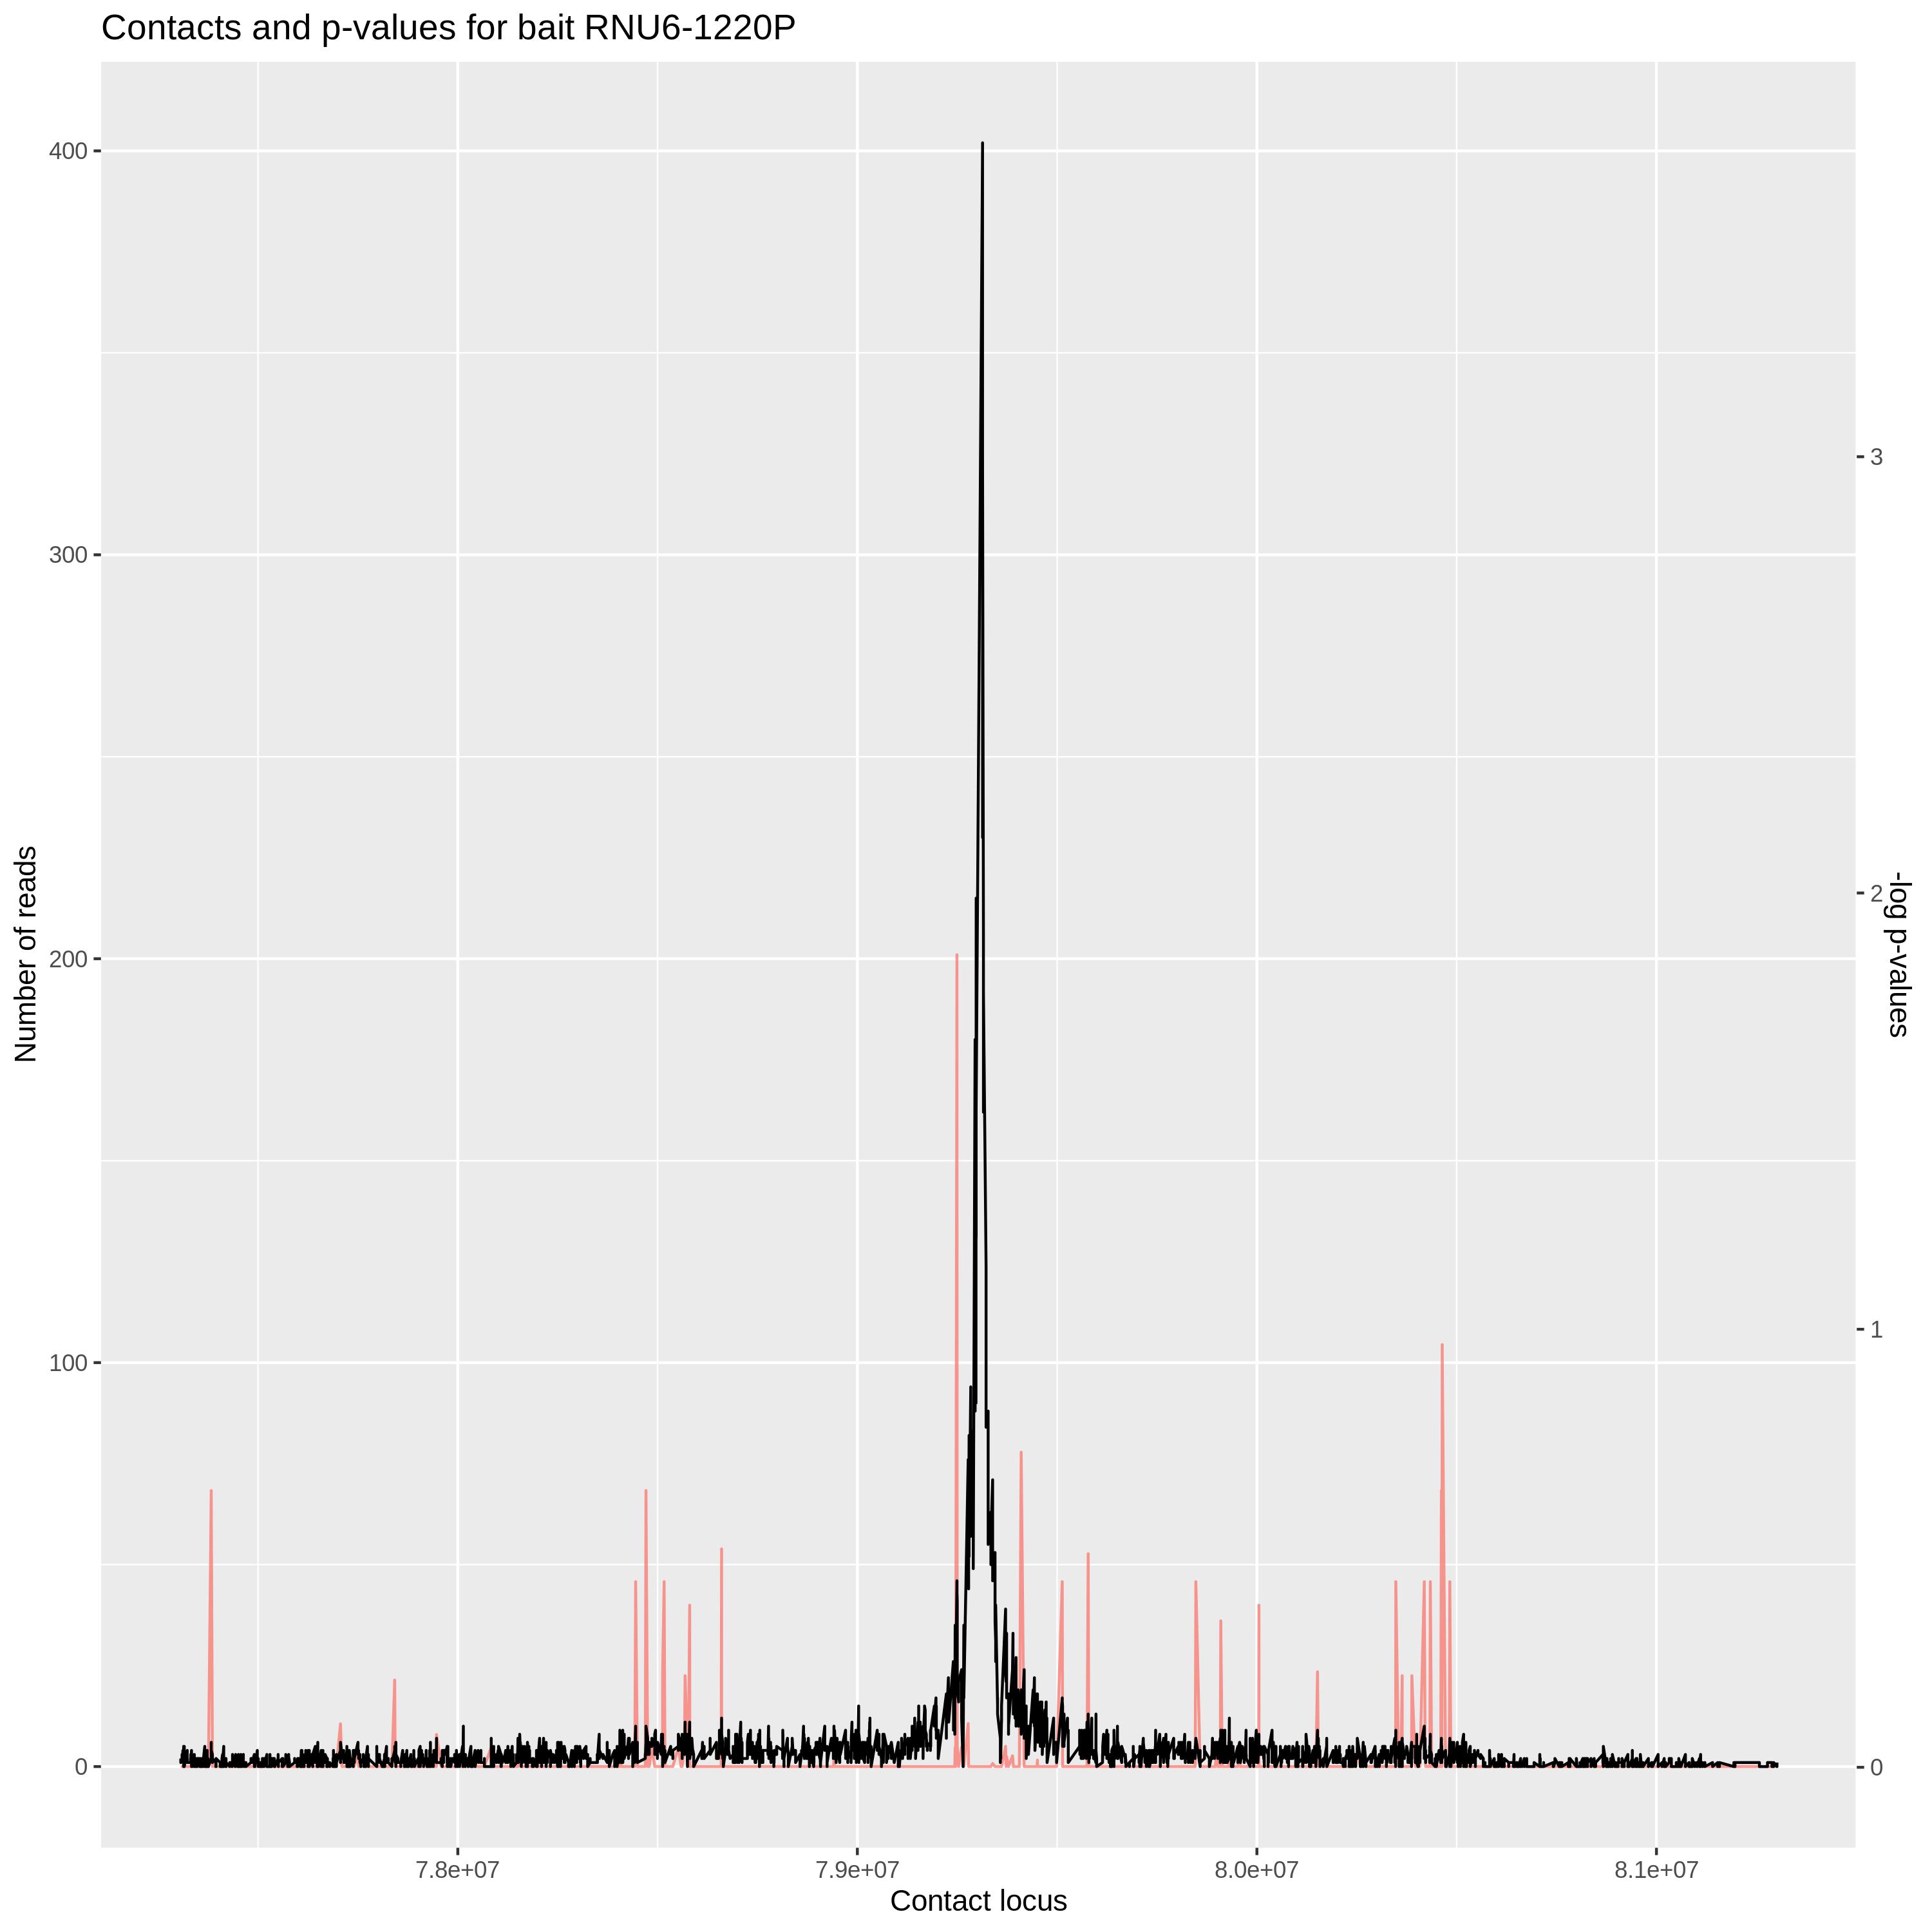 Contacts and p-values for bait RNU6-1220P
400
300
200
100
0
Number of reads
3
2
1
0
-log p-values
7.8e+07
7.9e+07
8.0e+07
8.1e+07
Contact locus